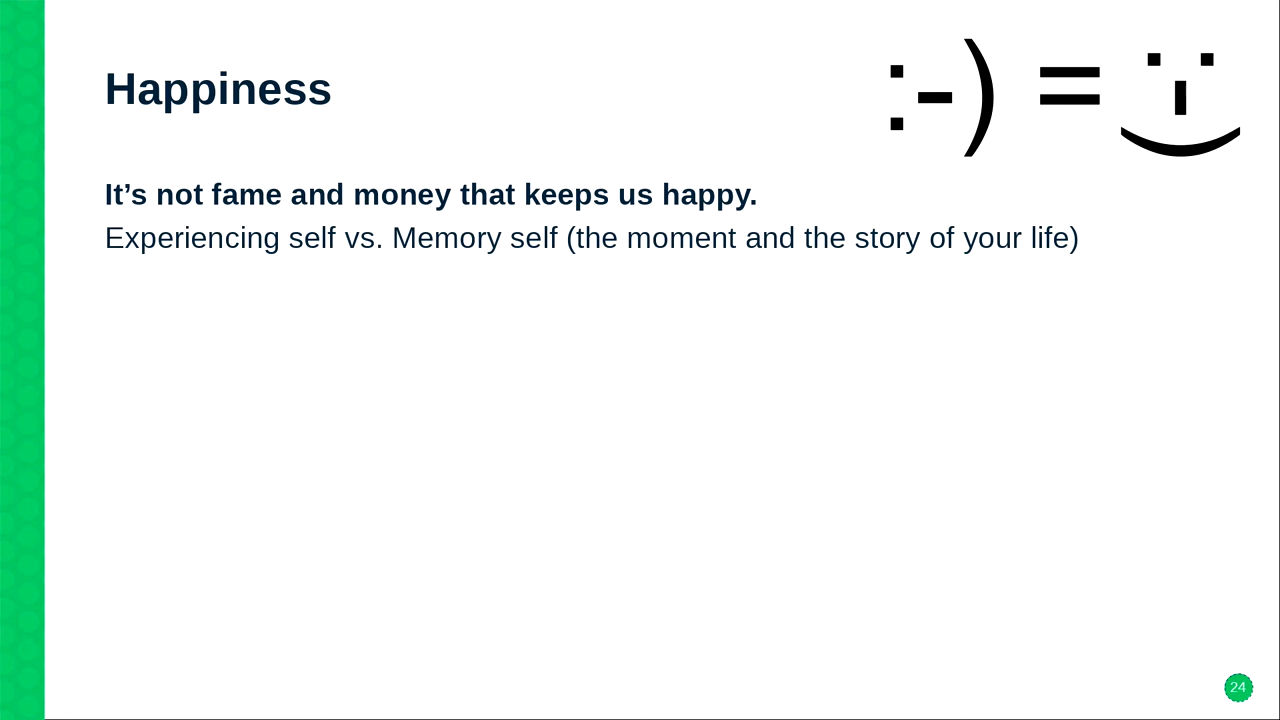 Happiness
:-) = :-)
It’s not fame and money that keeps us happy.
Experiencing self vs. Memory self (the moment and the story of your life)
24